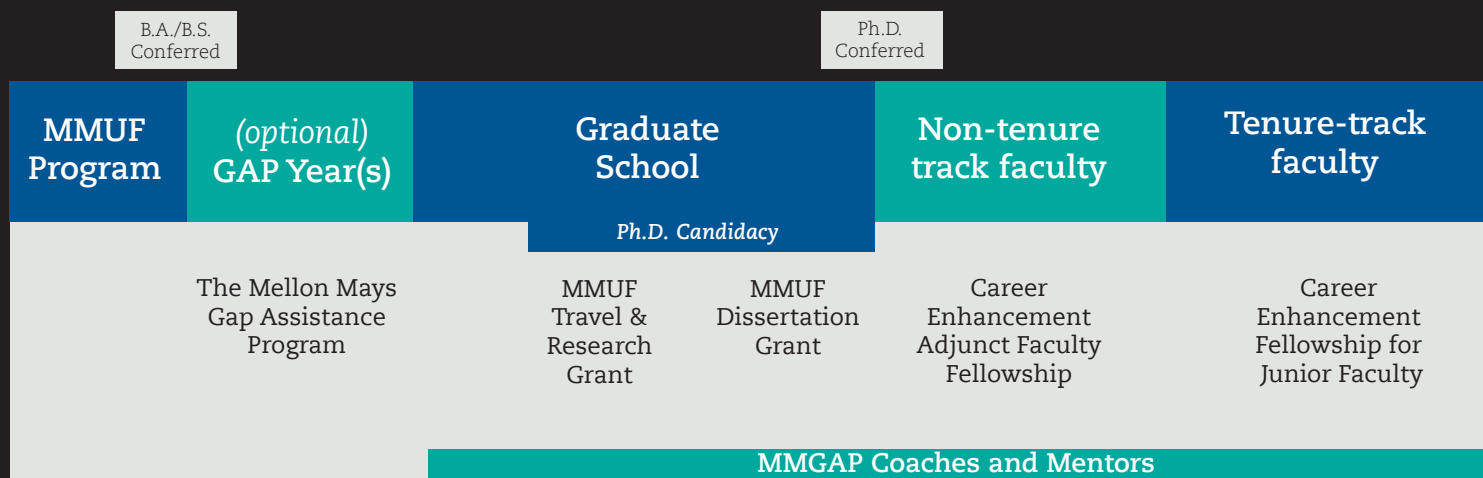 B.A./B.S.
Conferred
Ph.D.
Conferred
MMUF
Program
(optional)
GAP Year(s)
Graduate
School
Non-tenure
track faculty
Tenure-track
faculty
Ph.D. Candidacy
The Mellon Mays
Gap Assistance
Program
MMUF
Travel &
Research
Grant
MMUF
Dissertation
Grant
Career
Enhancement
Adjunct Faculty
Fellowship
Career
Enhancement
Fellowship for
Junior Faculty
MMGAP Coaches and Mentors